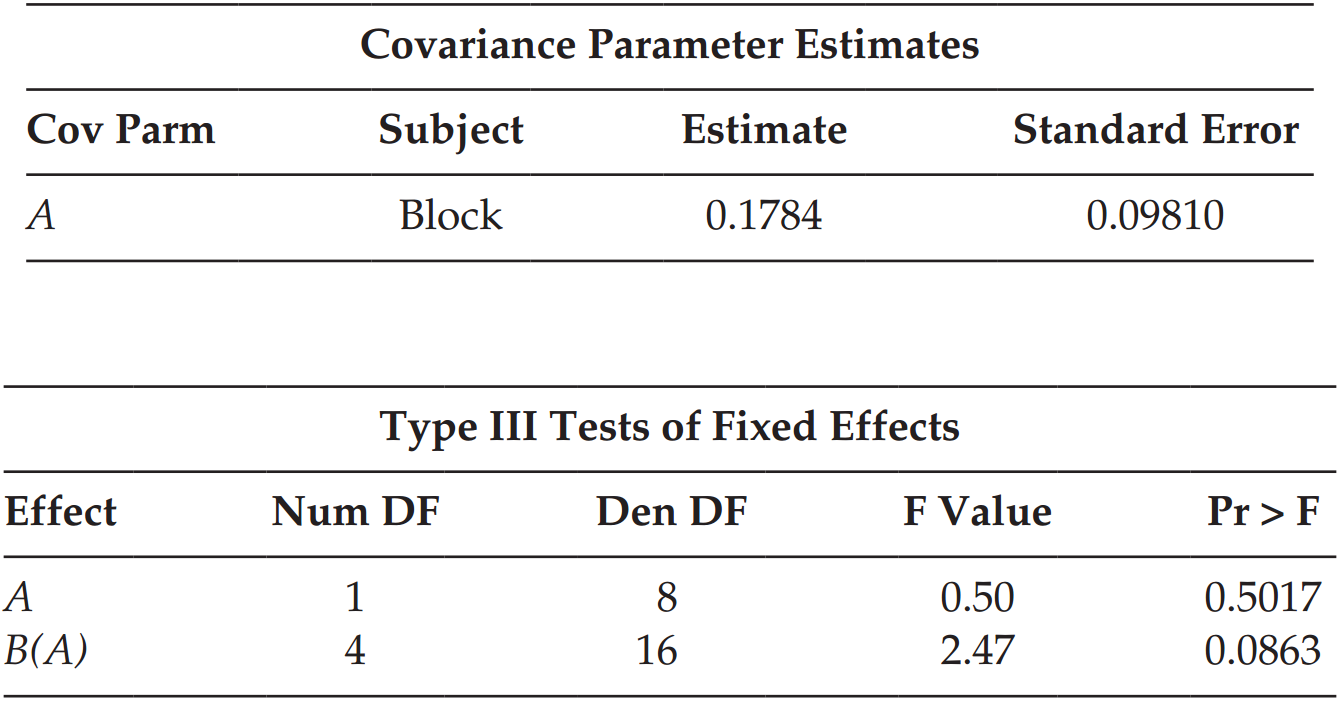 Covariance Parameter Estimates
Cov Parm Subject Estimate Standard Error
A Block 0.1784 0.09810
Type III Tests of Fixed Effects
Effect Num DF Den DF F Value Pr > F
A 1 8 0.50 0.5017
B(A) 4 16 2.47 0.0863